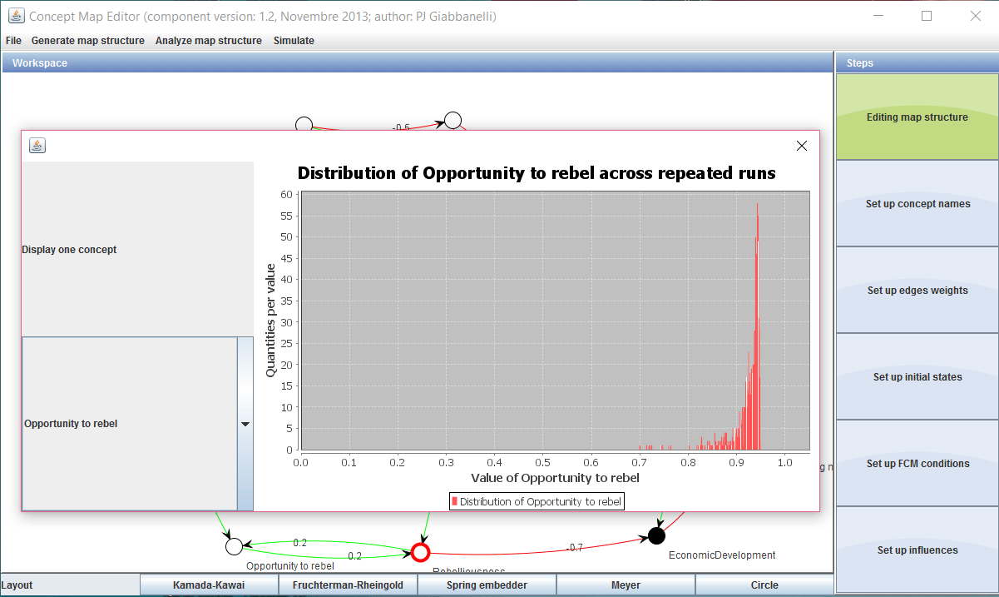 Concept Map Editor (component version: 1.2, Novembre 2013; author: PJ Giabbanelli)
File Generate map structure Analyze map structure Simulate
Workspace
Steps
Editing map structure
Set up concept names
Set up edges weights
Set up initial states
Set up FCM conditions
Set up influences
Distribution of Opportunity to rebel across repeated runs
Display one concept
Opportunity to rebel
Quantities per value
60
55
50
45
40
35
30
25
20
15
10
5
0
0.0 0.1 0.2 0.3 0.4 0.5 0.6 0.7 0.8 0.9 1.0
Value of Opportunity to rebel
Distribution of Opportunity to rebel
0.2
0.2
-0.7
Opportunity to rebel
Rebelliousness
EconomicDevelopment
Layout Kamada-Kawai Fruchterman-Rheingold Spring embedder Meyer Circle